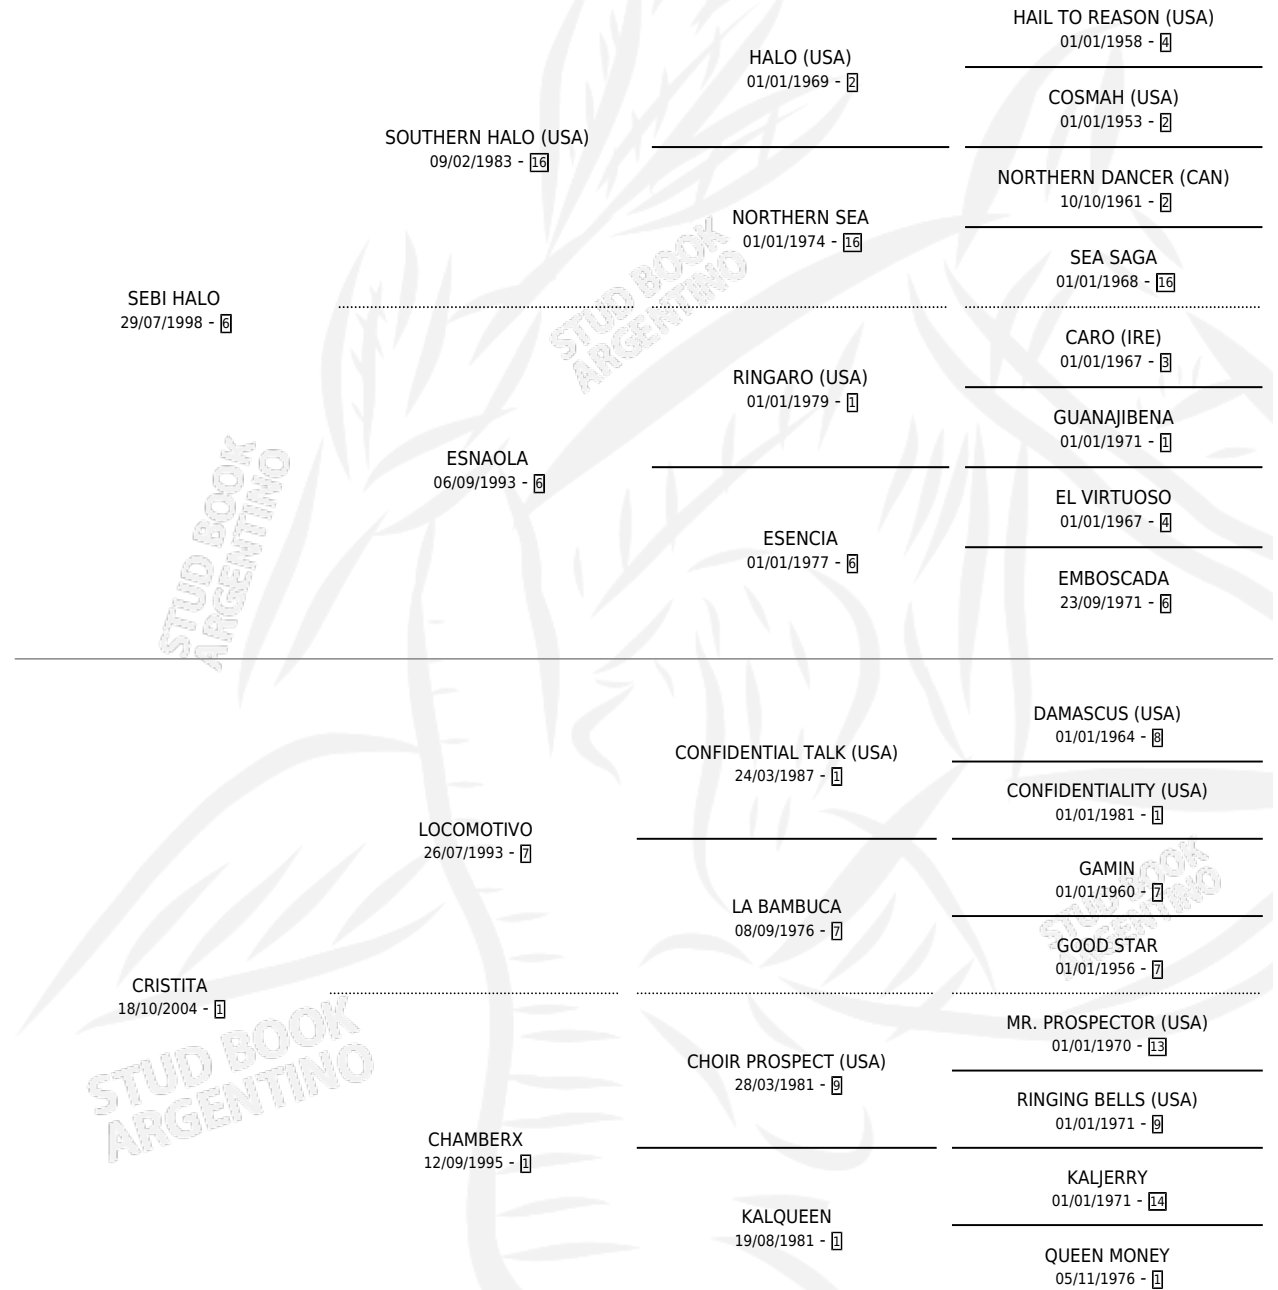 HAIL TO REASON (USA)
01/01/1958 - 4
HALO (USA)
01/01/1969 - 2
COSMAH (USA)
01/01/1953 - 2
SOUTHERN HALO (USA)
09/02/1983 - 16
NORTHERN DANCER (CAN)
10/10/1961 - 2
NORTHERN SEA
01/01/1974 - 16
SEA SAGA
01/01/1968 - 16
SEBI HALO
29/07/1998 - 6
CARO (IRE)
01/01/1967 - 3
RINGARO (USA)
01/01/1979 - 1
GUANAJIBENA
01/01/1971 - 1
ESNAOLA
06/09/1993 - 6
EL VIRTUOSO
01/01/1967 - 4
ESENCIA
01/01/1977 - 6
EMBOSCADA
23/09/1971 - 6
DAMASCUS (USA)
01/01/1964 - 8
CONFIDENTIAL TALK (USA)
24/03/1987 - 1
CONFIDENTIALITY (USA)
01/01/1981 - 1
LOCOMOTIVO
26/07/1993 - 7
GAMIN
01/01/1960 - 7
LA BAMBUCA
08/09/1976 - 7
GOOD STAR
01/01/1956 - 7
CRISTITA
18/10/2004 - 1
MR. PROSPECTOR (USA)
01/01/1970 - 13
CHOIR PROSPECT (USA)
28/03/1981 - 9
RINGING BELLS (USA)
01/01/1971 - 9
CHAMBERX
12/09/1995 - 1
KALJERRY
01/01/1971 - 14
KALQUEEN
19/08/1981 - 1
QUEEN MONEY
05/11/1976 - 1
STUD BOOK
ARGENTINO
STUD BOOK
ARGENTINO
STUD BOOK
ARGENTINO
STUD BOOK
ARGENTINO